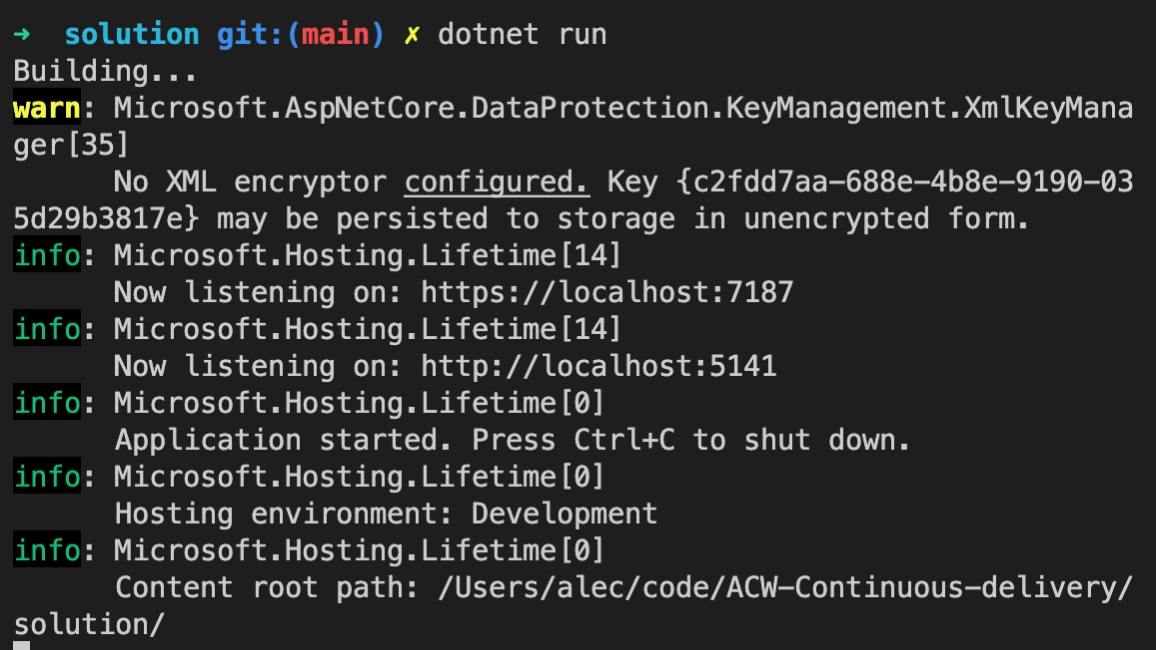 ➜  solution git:(main) ✗ dotnet run
Building...
warn: Microsoft.AspNetCore.DataProtection.KeyManagement.XmlKeyMana
ger[35]
      No XML encryptor configured. Key {c2fdd7aa-688e-4b8e-9190-03
5d29b3817e} may be persisted to storage in unencrypted form.
info: Microsoft.Hosting.Lifetime[14]
      Now listening on: https://localhost:7187
info: Microsoft.Hosting.Lifetime[14]
      Now listening on: http://localhost:5141
info: Microsoft.Hosting.Lifetime[0]
      Application started. Press Ctrl+C to shut down.
info: Microsoft.Hosting.Lifetime[0]
      Hosting environment: Development
info: Microsoft.Hosting.Lifetime[0]
      Content root path: /Users/alec/code/ACW-Continuous-delivery/
solution/